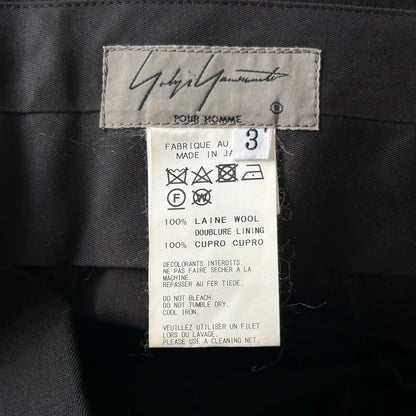 Yohji Yamamoto
®
POUR HOMME
3
FABRIQUE AU
MADE IN JA
F W
100% LAINE WOOL
DOUBLURE LINING
100% CUPRO CUPRO
DECOLORANTS INTERDITS.
NE PAS FAIRE SECHER A LA
MACHINE.
REPASSER AU FER TIEDE.
DO NOT BLEACH.
DO NOT TUMBLE DRY.
COOL IRON.
VEUILLEZ UTILISER UN FILET
LORS DU LAVAGE.
PLEASE USE A CLEANING NET.